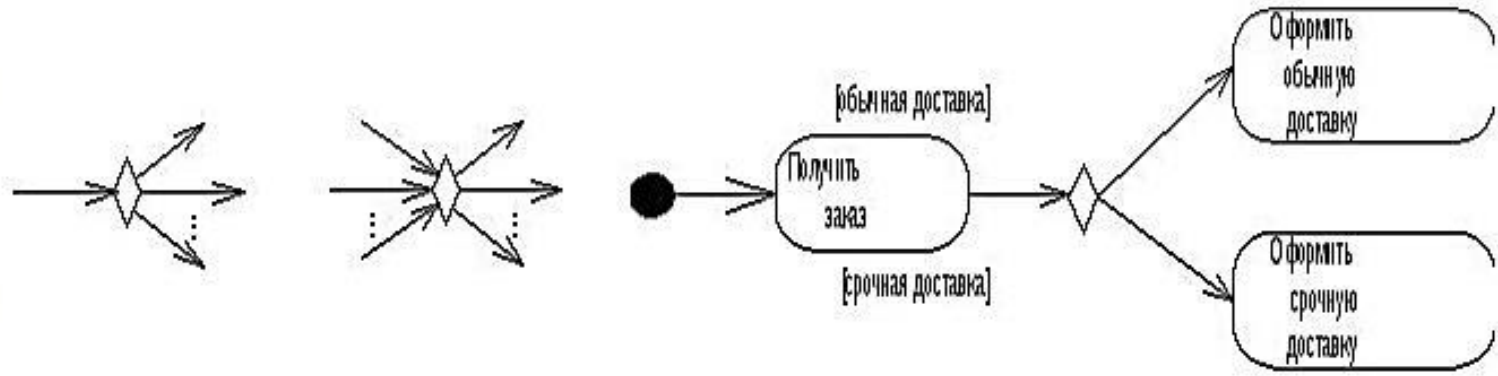 [обычная доставка]
Получить
заказ
[срочная доставка]
Оформить
обычную
доставку
Оформить
срочную
доставку